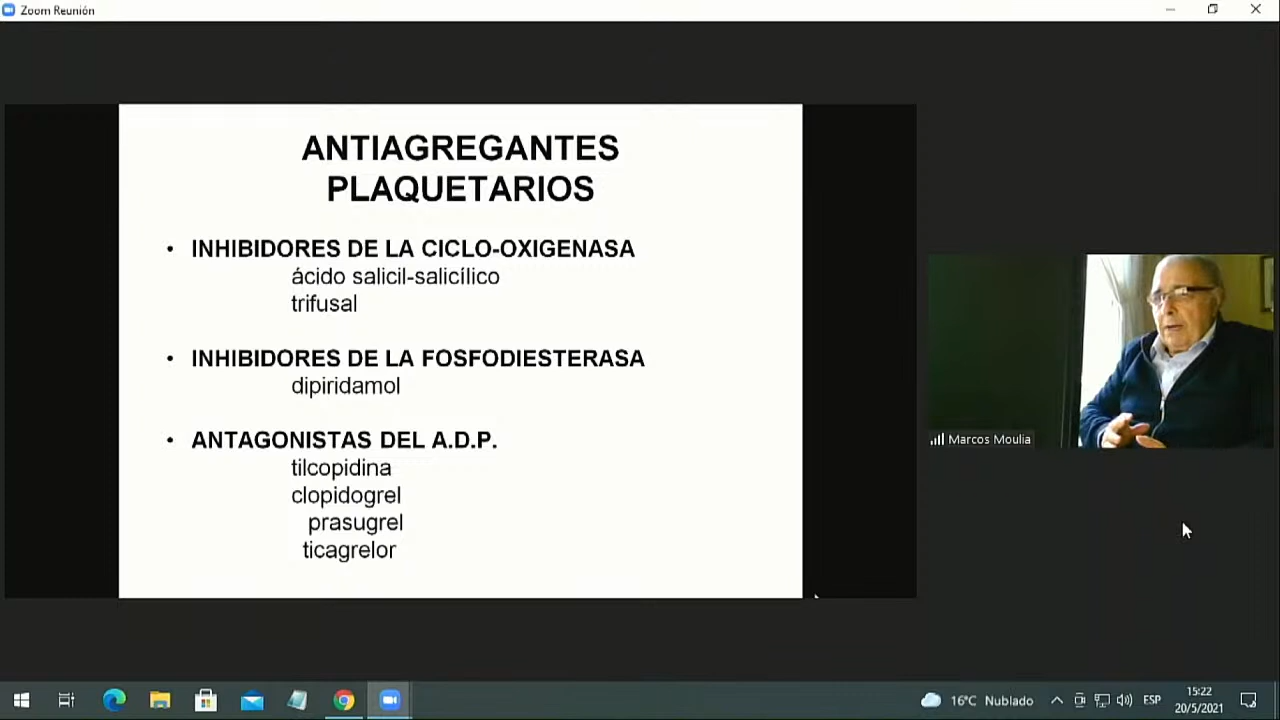 Zoom Reunión
ANTIAGREGANTES
PLAQUETARIOS
• INHIBIDORES DE LA CICLO-OXIGENASA
ácido salicil-salicílico
trifusal
• INHIBIDORES DE LA FOSFODIESTERASA
dipiridamol
• ANTAGONISTAS DEL A.D.P.
tilcopidina
clopidogrel
prasugrel
ticagrelor
Marcos Moulia
16°C Nublado
ESP
15:22
20/5/2021